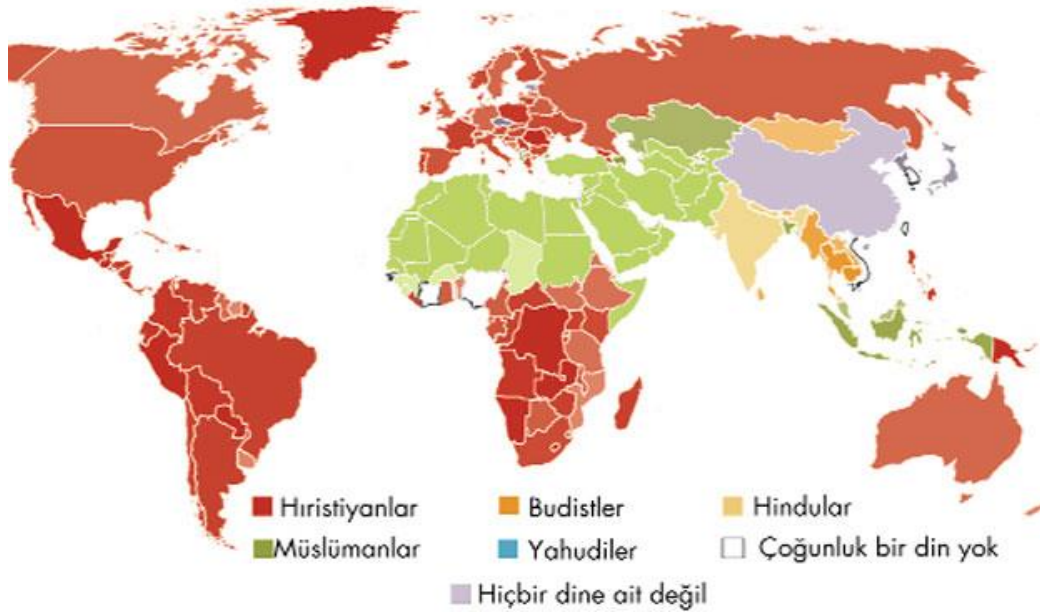 Hıristiyanlar
Budistler
Hindular
Müslümanlar
Yahudiler
Çoğunluk bir din yok
Hiçbir dine ait değil